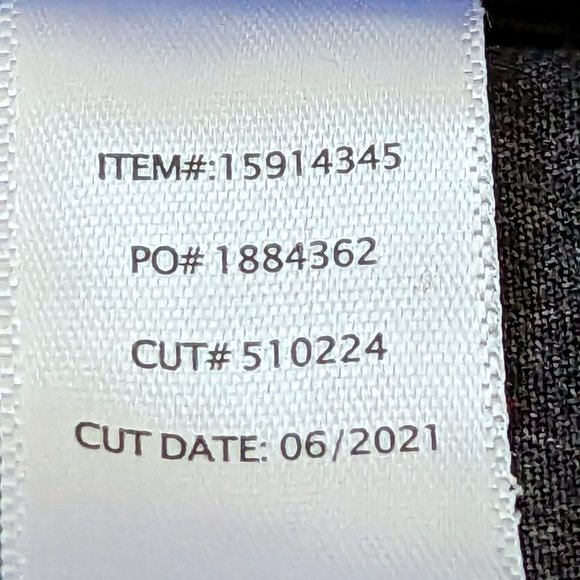 ITEM#:15914345
PO# 1884362
CUT# 510224
CUT DATE: 06/2021